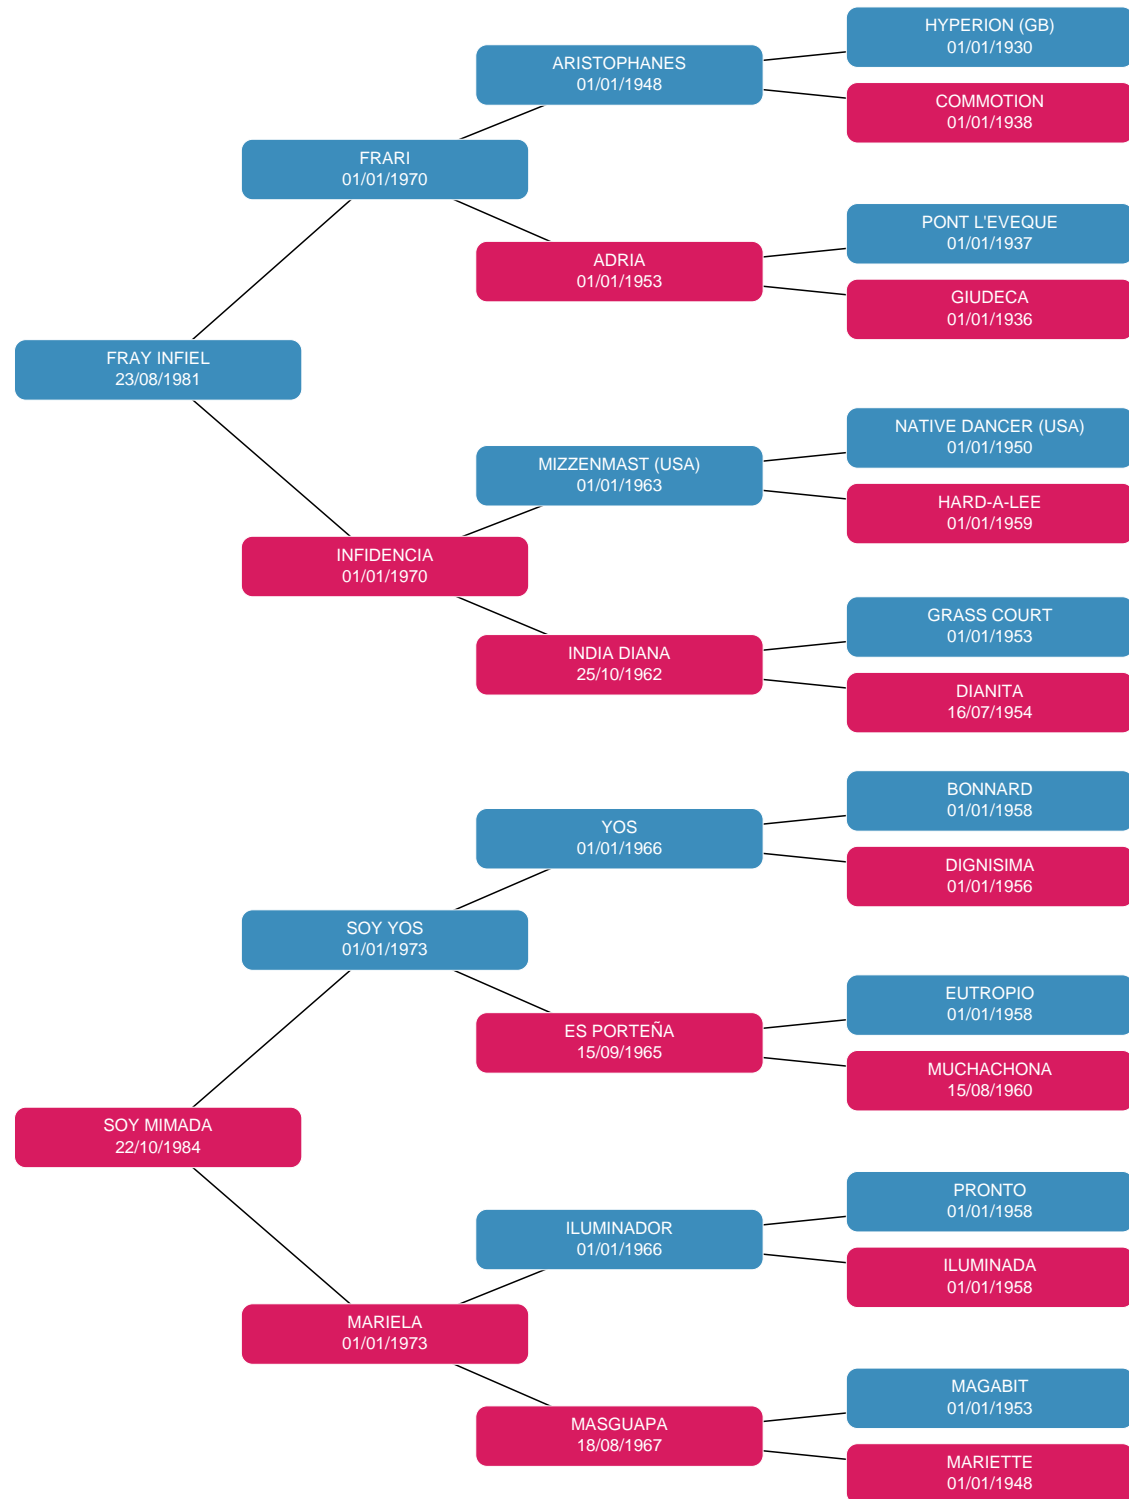 HYPERION (GB)
01/01/1930
ARISTOPHANES
01/01/1948
COMMOTION
01/01/1938
FRARI
01/01/1970
PONT L'EVEQUE
01/01/1937
ADRIA
01/01/1953
GIUDECA
01/01/1936
FRAY INFIEL
23/08/1981
NATIVE DANCER (USA)
01/01/1950
MIZZENMAST (USA)
01/01/1963
HARD-A-LEE
01/01/1959
INFIDENCIA
01/01/1970
GRASS COURT
01/01/1953
INDIA DIANA
25/10/1962
DIANITA
16/07/1954
BONNARD
01/01/1958
YOS
01/01/1966
DIGNISIMA
01/01/1956
SOY YOS
01/01/1973
EUTROPIO
01/01/1958
ES PORTEÑA
15/09/1965
MUCHACHONA
15/08/1960
SOY MIMADA
22/10/1984
PRONTO
01/01/1958
ILUMINADOR
01/01/1966
ILUMINADA
01/01/1958
MARIELA
01/01/1973
MAGABIT
01/01/1953
MASGUAPA
18/08/1967
MARIETTE
01/01/1948